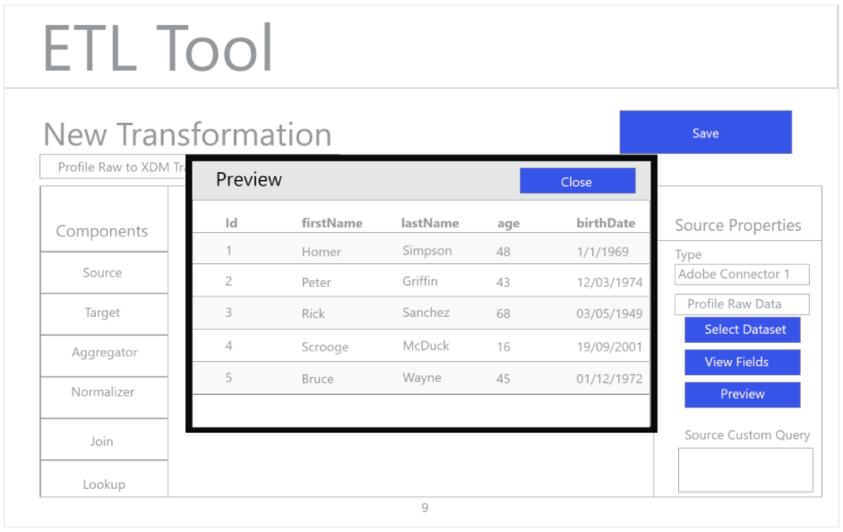 ETL Tool
New Transformation
Save
Profile Raw to XDM
Preview
Close
Components
Source
Target
Aggregator
Normalizer
Join
Lookup
Id firstName lastName age birthDate
1 Homer Simpson 48 1/1/1969
2 Peter Griffin 43 12/03/1974
3 Rick Sanchez 68 03/05/1949
4 Scrooge McDuck 16 19/09/2001
5 Bruce Wayne 45 01/12/1972
Source Properties
Type
Adobe Connector 1
Profile Raw Data
Select Dataset
View Fields
Preview
Source Custom Query
9